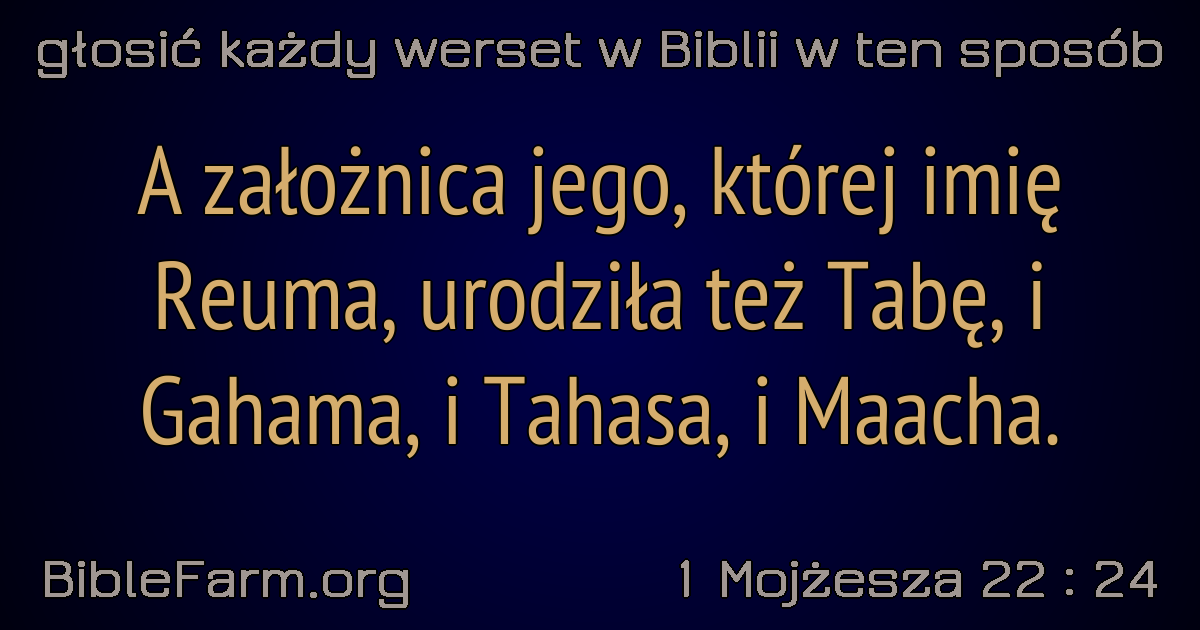 głosić każdy werset w Biblii w ten sposób
A założnica jego, której imię
Reuma, urodziła też Tabę, i
Gahama, i Tahasa, i Maacha.
BibleFarm.org
1 Mojżesza 22 : 24